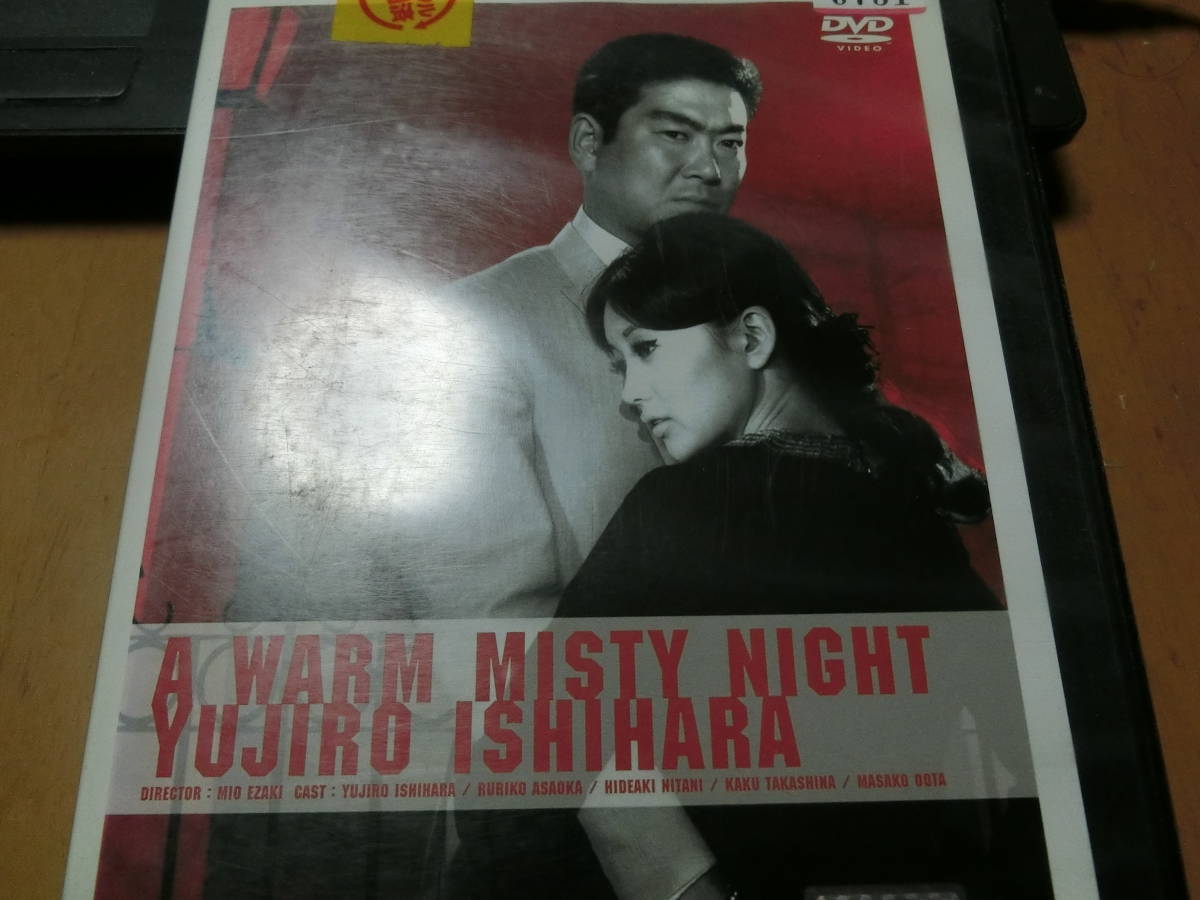 DVD
VIDEO
A WARM MISTY NIGHT
YUJIRO ISHIHARA
DIRECTOR : MIO EZAKI CAST : YUJIRO ISHIHARA / RURIKO ASAOKA / HIDEAKI NITANI / KAKU TAKASHINA / MASAKO OOTA